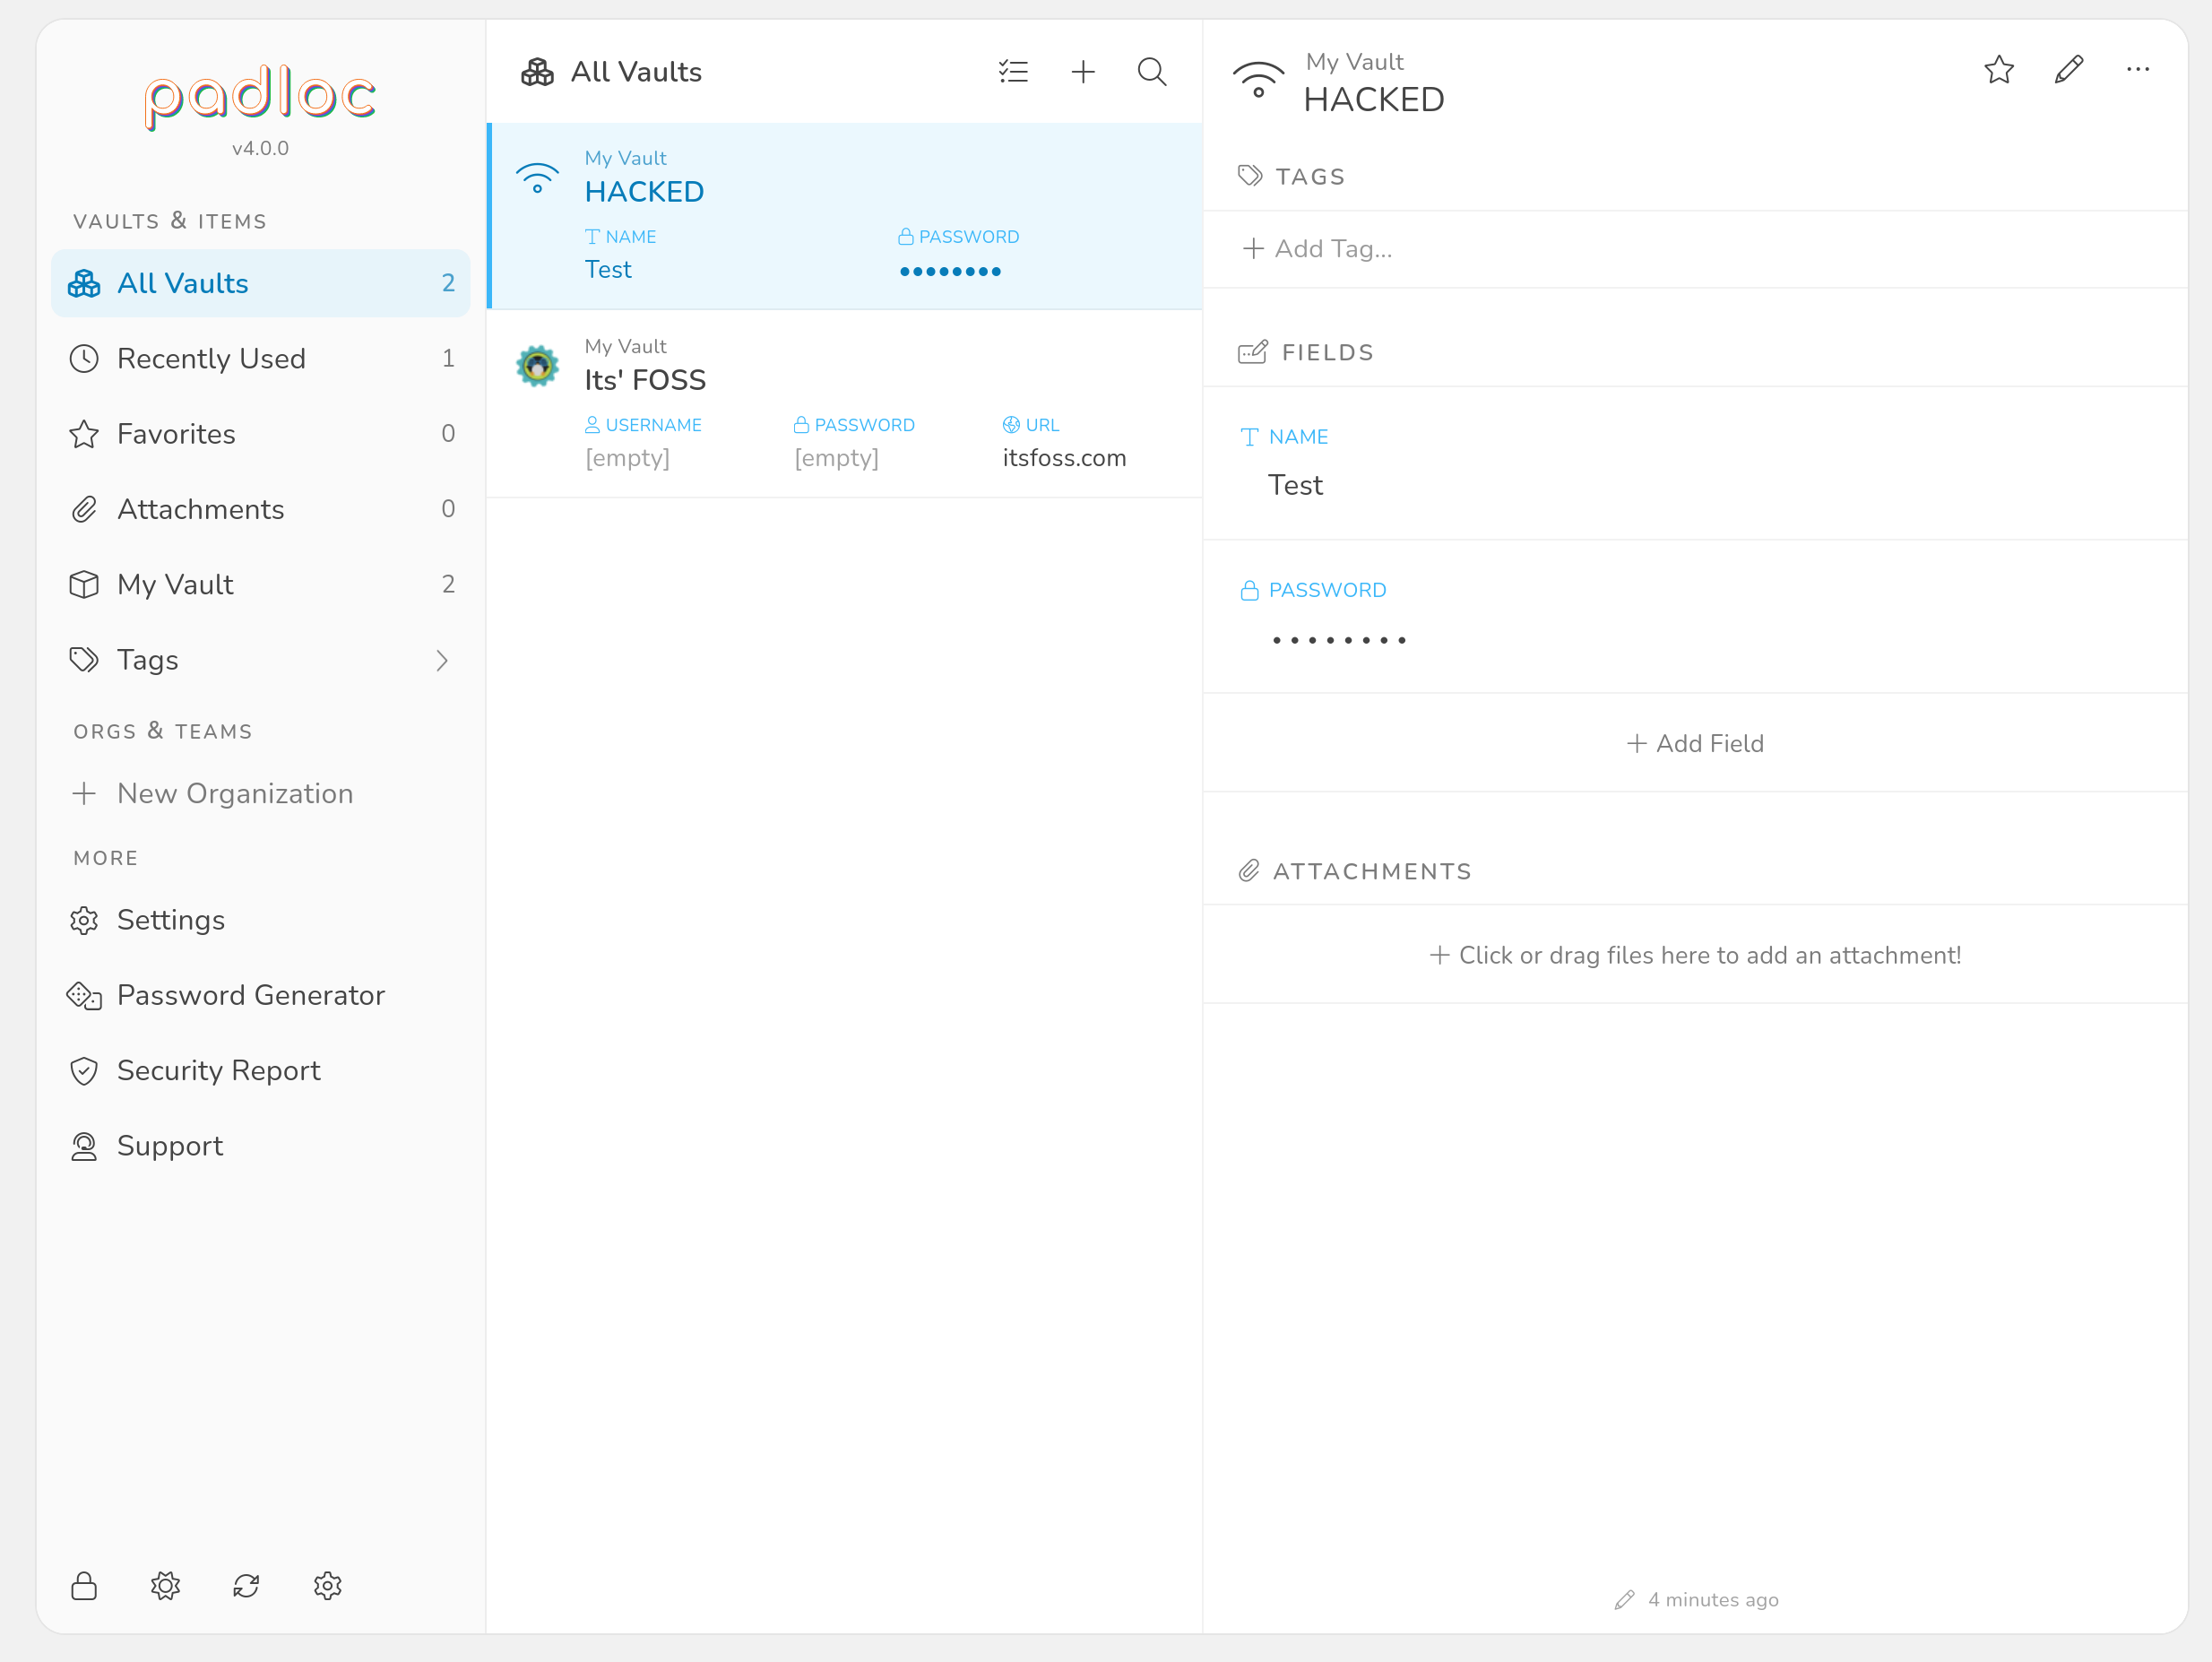 padloc
v4.0.0
VAULTS & ITEMS
All Vaults 2
Recently Used 1
Favorites 0
Attachments 0
My Vault 2
Tags
ORGS & TEAMS
New Organization
MORE
Settings
Password Generator
Security Report
Support
All Vaults
My Vault
HACKED
NAME PASSWORD
Test ••••••••
My Vault
Its' FOSS
USERNAME PASSWORD URL
[empty] [empty] itsfoss.com
My Vault
HACKED
TAGS
Add Tag...
FIELDS
NAME
Test
PASSWORD
••••••••
Add Field
ATTACHMENTS
Click or drag files here to add an attachment!
4 minutes ago